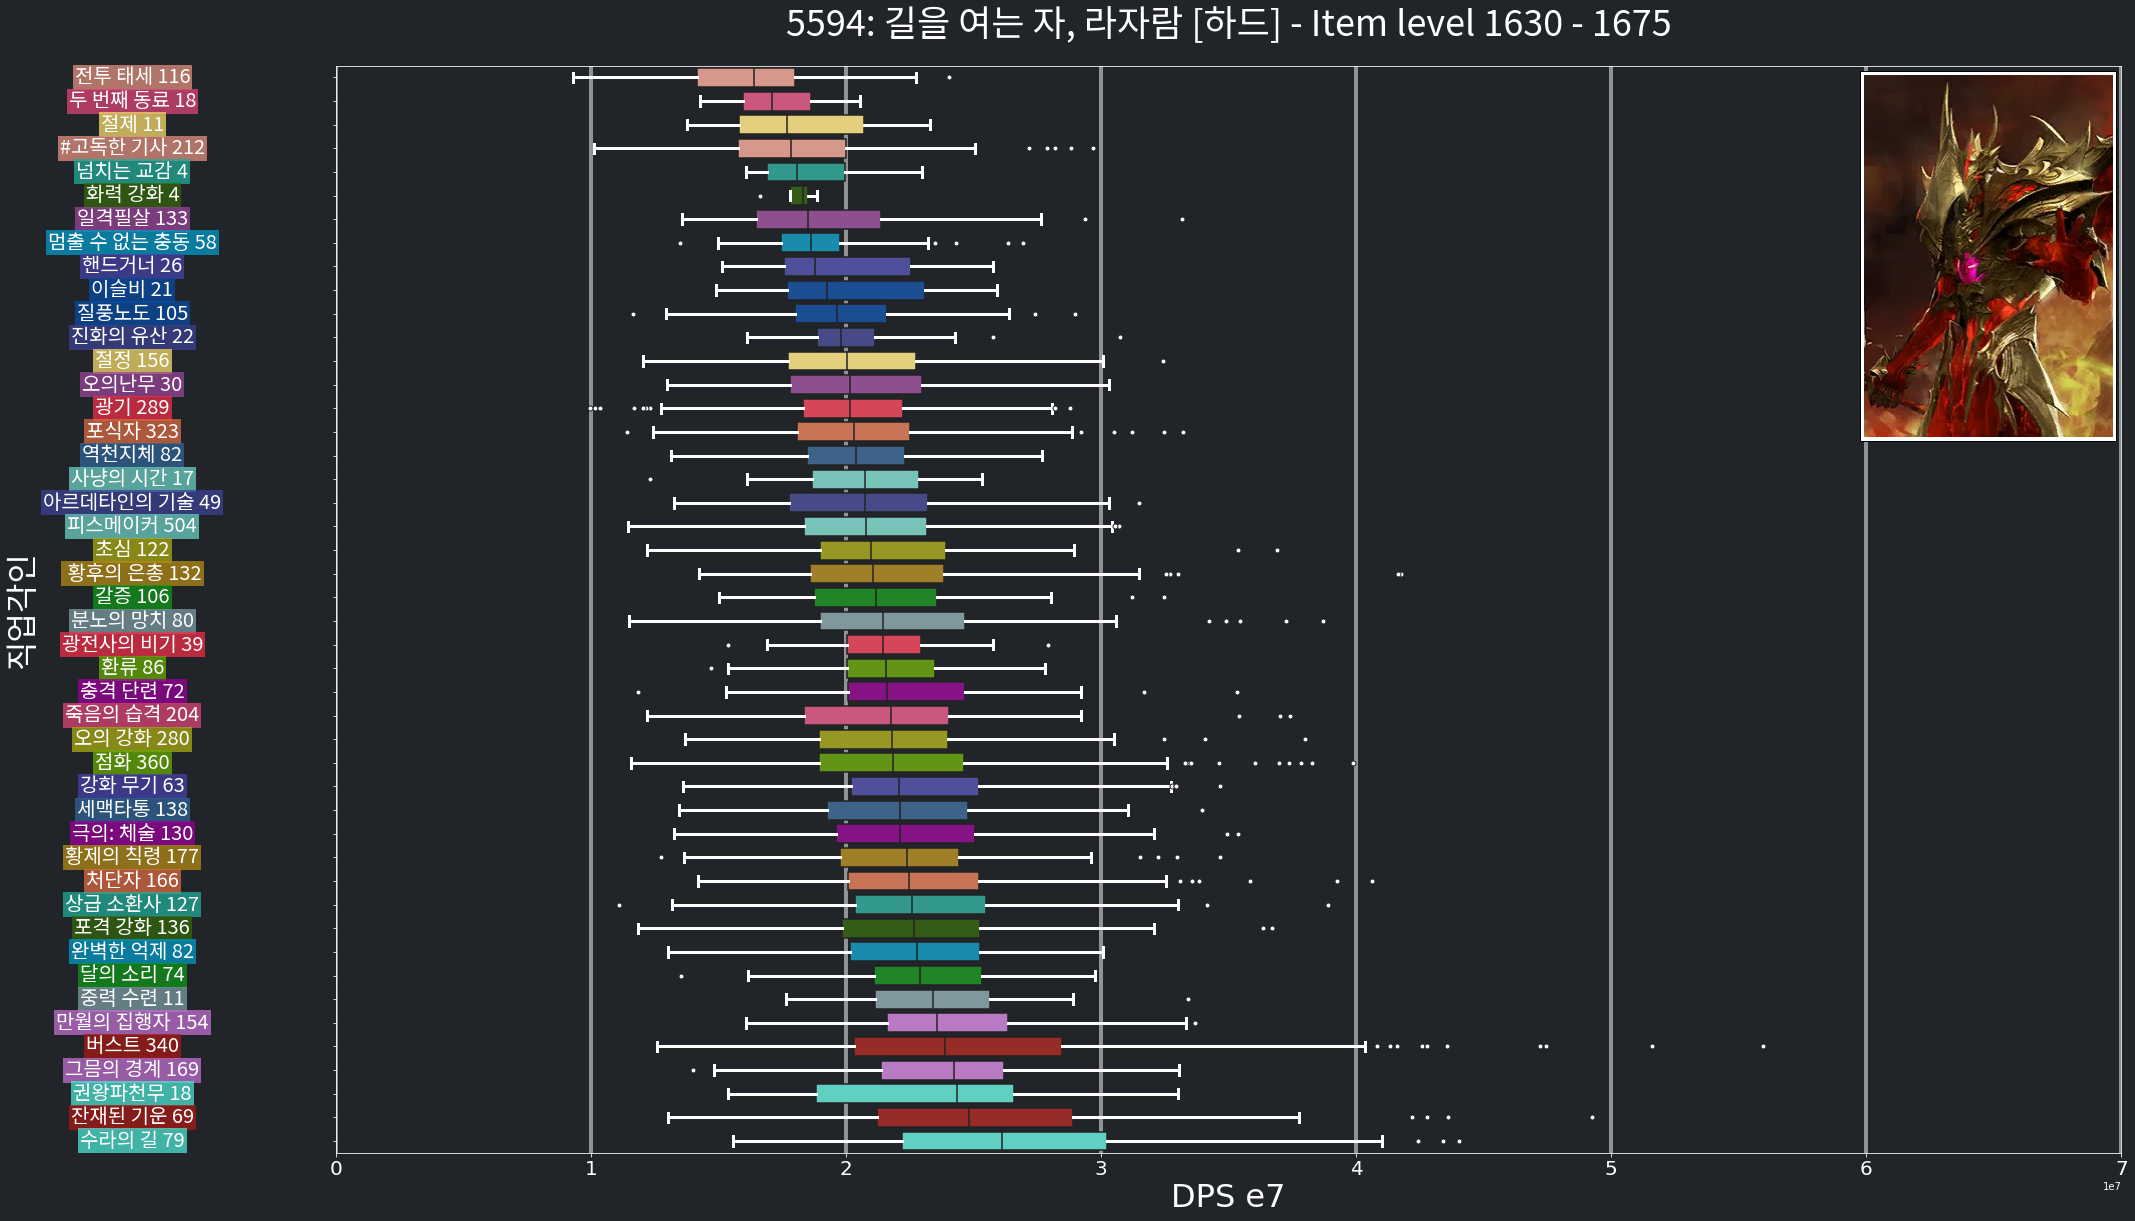 5594: 길을 여는 자, 라자람 [하드] - Item level 1630 - 1675
전투 태세 116
두 번째 동료 18
절제 11
#고독한 기사 212
넘치는 교감 4
화력 강화 4
일격필살 133
멈출 수 없는 충동 58
핸드거너 26
이슬비 21
질풍노도 105
진화의 유산 22
절정 156
오의난무 30
광기 289
포식자 323
역천지체 82
사냥의 시간 17
아르데타인의 기술 49
피스메이커 504
초심 122
황후의 은총 132
갈증 106
분노의 망치 80
광전사의 비기 39
환류 86
충격 단련 72
죽음의 습격 204
오의 강화 280
점화 360
강화 무기 63
세맥타통 138
극의: 체술 130
황제의 칙령 177
처단자 166
상급 소환사 127
포격 강화 136
완벽한 억제 82
달의 소리 74
중력 수련 11
만월의 집행자 154
버스트 340
그믐의 경계 169
권왕파천무 18
잔재된 기운 69
수라의 길 79
직업각인
0 1 2 3 4 5 6 7
1e7
DPS e7